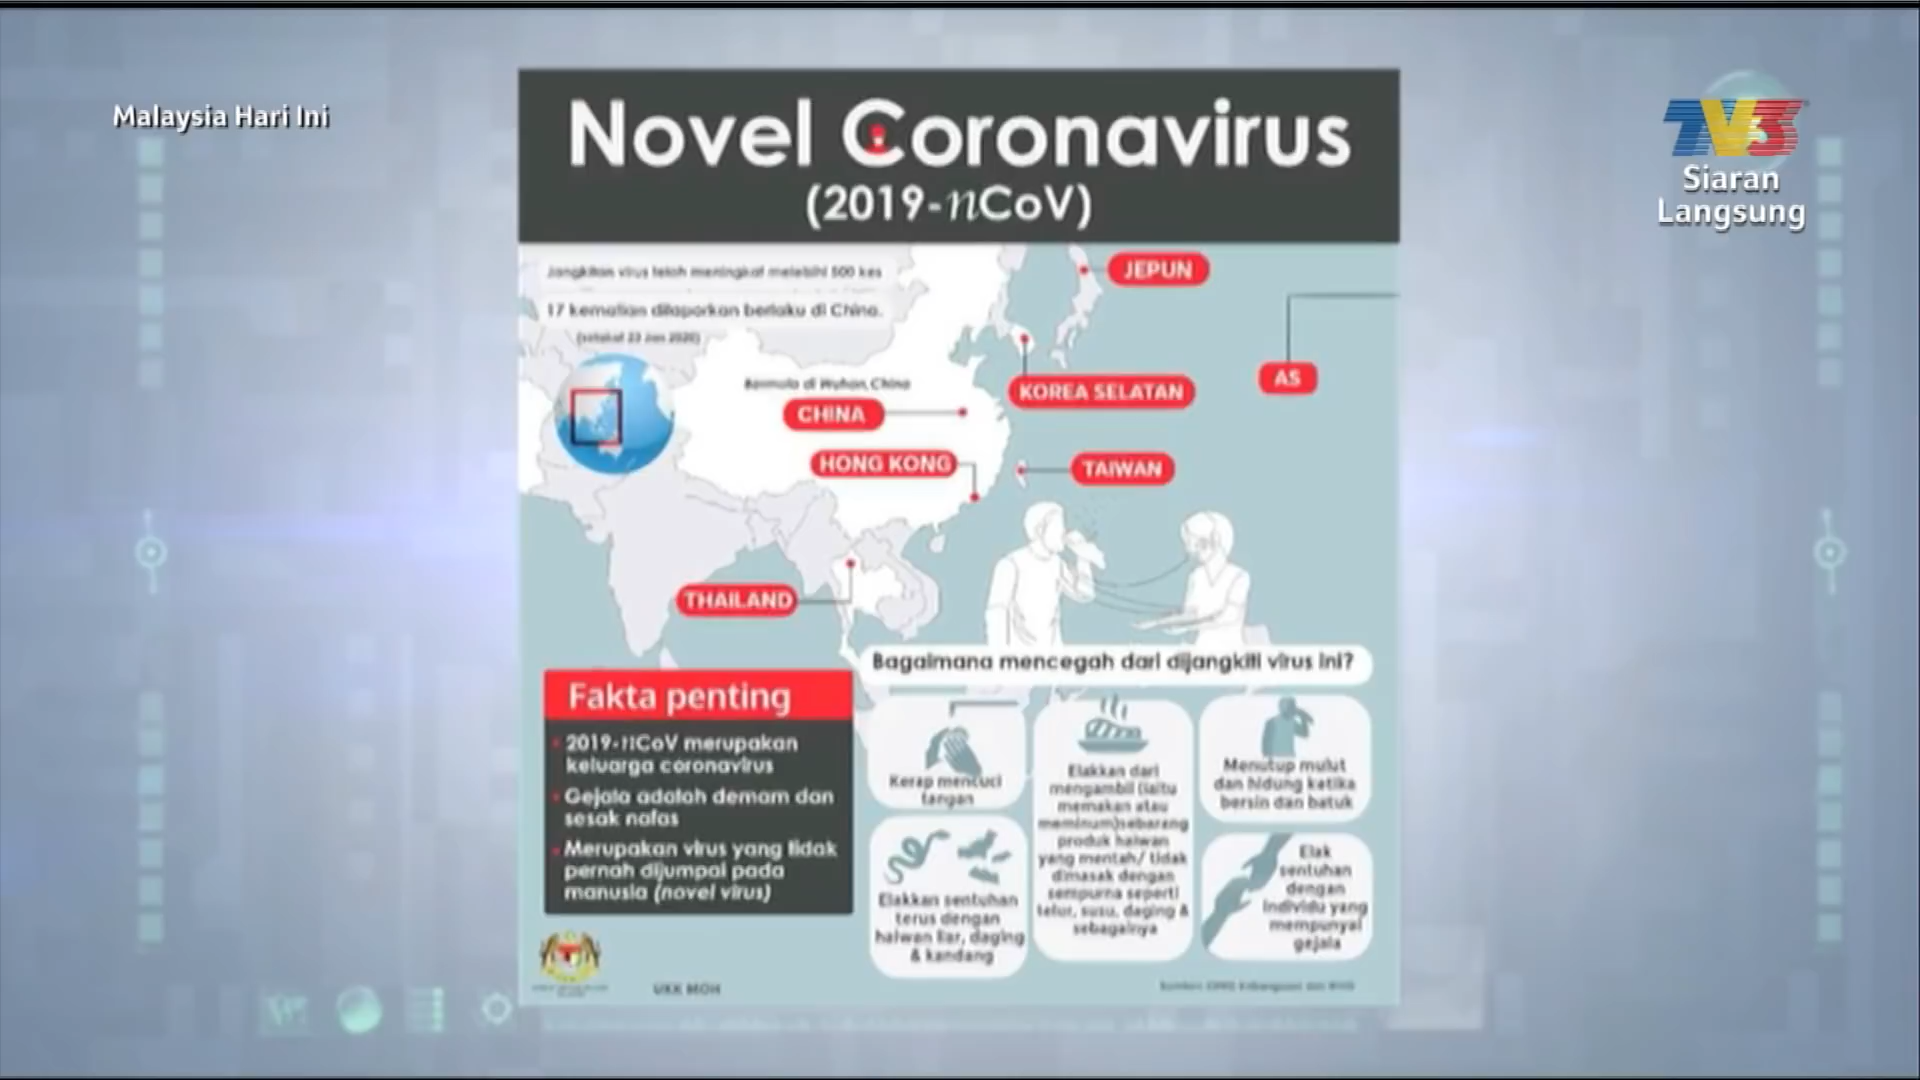 Malaysia Hari Ini
TV3
Siaran
Langsung
Novel Coronavirus
(2019-nCoV)
Jangkitan virus telah meningkat melebihi 500 kes
17 kematian dilaporkan berlaku di China.
(setakat 23 Jan 2020)
JEPUN
AS
KOREA SELATAN
Bermula di Wuhan, China
CHINA
HONG KONG
TAIWAN
THAILAND
Fakta penting
2019-nCoV merupakan
keluarga coronavirus
Gejala adalah demam dan
sesak nafas
Merupakan virus yang tidak
pernah dijumpai pada
manusia (novel virus)
Bagaimana mencegah dari dijangkiti virus ini?
Kerap mencuci
tangan
Elakkan sentuhan
terus dengan
haiwan liar, daging
& kandang
Elakkan dari
mengambil (iaitu
memakan atau
meminum)sebarang
produk haiwan
yang mentah/ tidak
dimasak dengan
sempurna seperti
telur, susu, daging &
sebagainya
Menutup mulut
dan hidung ketika
bersin dan batuk
Elak
sentuhan
dengan
individu yang
mempunyai
gejala
UKK MOH